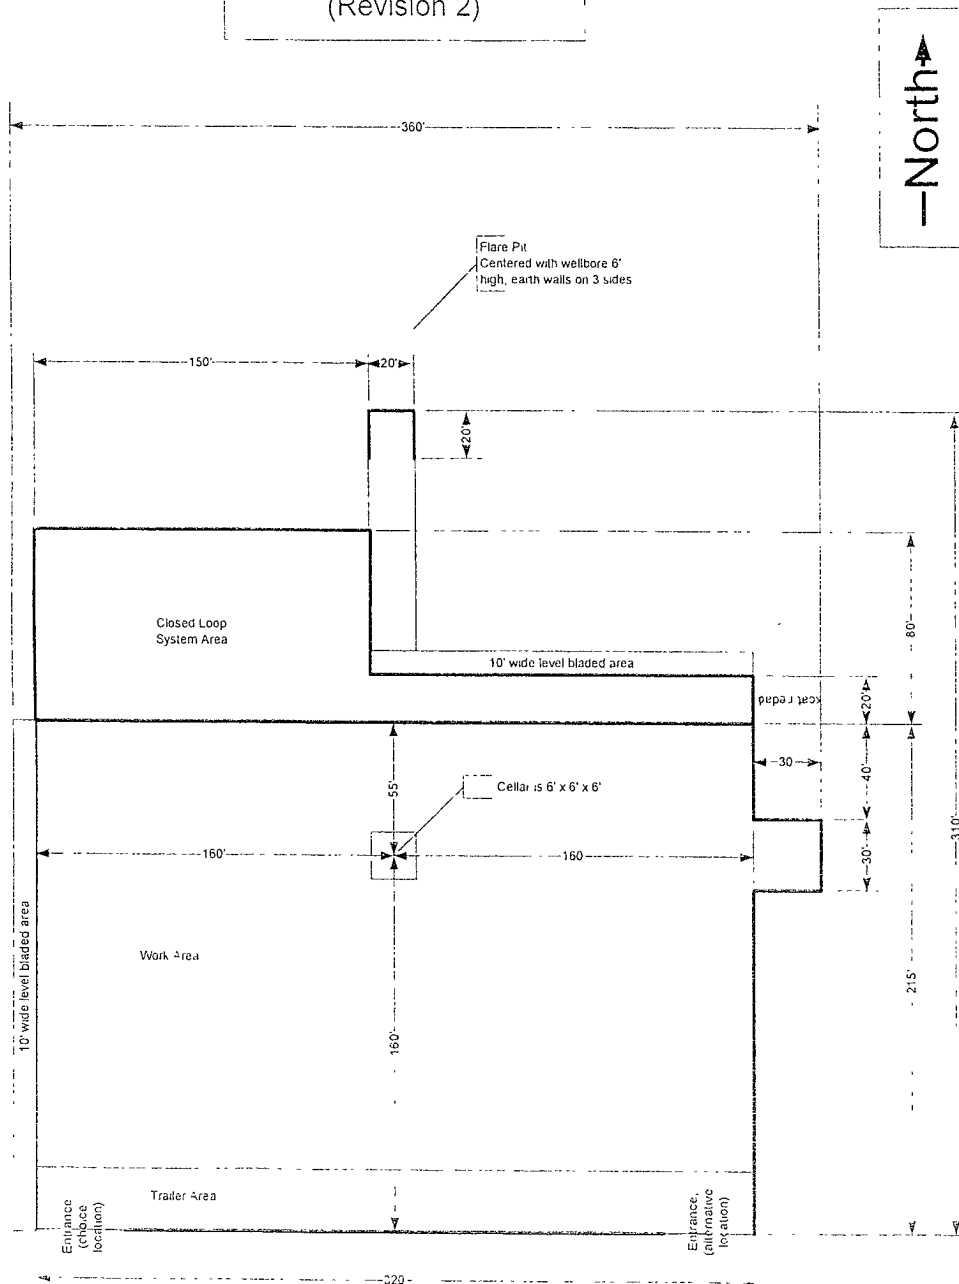 (Revision 2)
North
360'
Flare Pit
Centered with wellbore 6'
high, earth walls on 3 sides
150'
20'
20'
Closed Loop
System Area
80'
10' wide level bladed area
20'
30
40'
55'
Cellar is 6' x 6' x 6'
310'
160'
160
30'
10' wide level bladed area
Work Area
215'
160'
Trailer Area
Entrance
(choice
location)
Entrance,
(alternative
location)
320